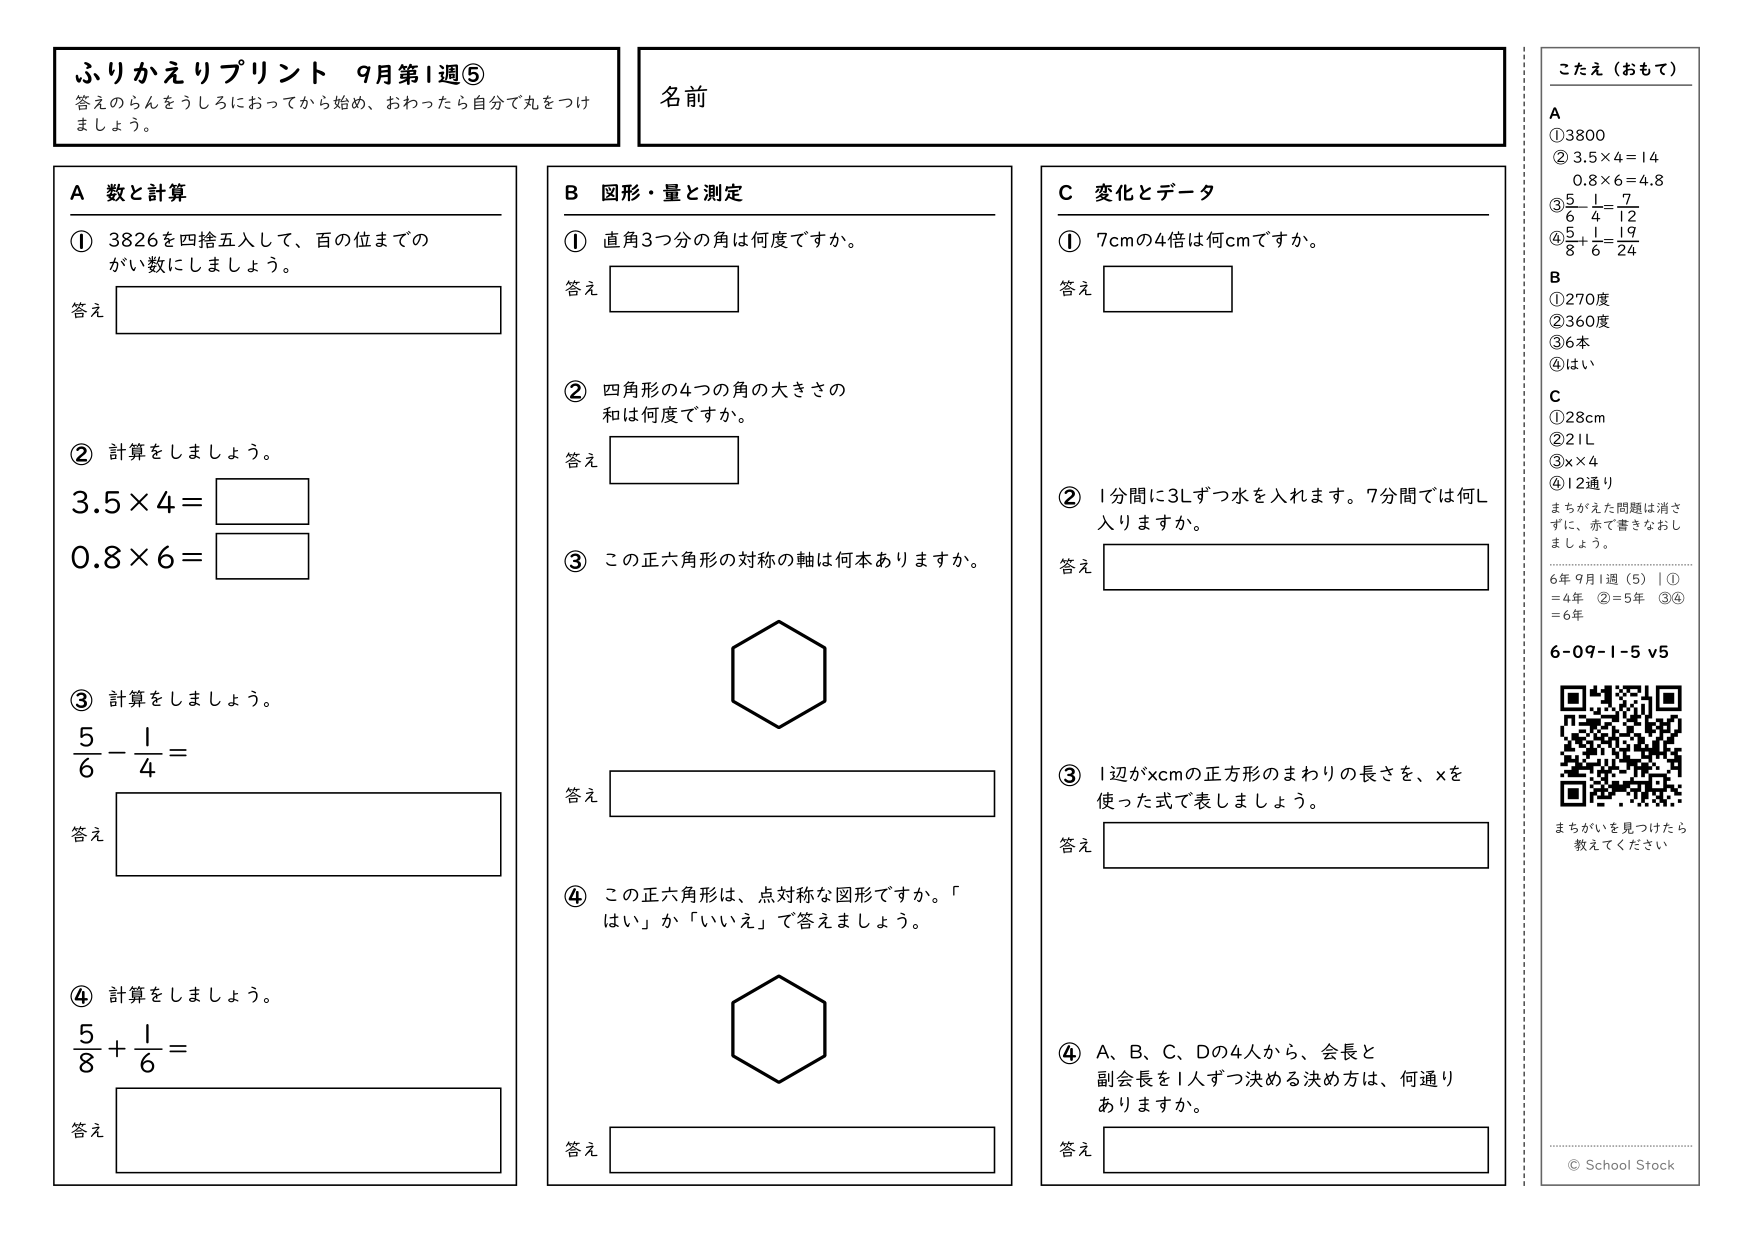 ふりかえりプリント　9月第1週⑤
答えのらんをうしろにおってから始め、おわったら自分で丸をつけ
ましょう。
名前
A　数と計算
① 3826を四捨五入して、百の位までの
がい数にしましょう。
答え
② 計算をしましょう。
3.5×4＝
0.8×6＝
③ 計算をしましょう。
5/6－1/4＝
答え
④ 計算をしましょう。
5/8＋1/6＝
答え
B　図形・量と測定
① 直角3つ分の角は何度ですか。
答え
② 四角形の4つの角の大きさの
和は何度ですか。
答え
③ この正六角形の対称の軸は何本ありますか。
答え
④ この正六角形は、点対称な図形ですか。「
はい」か「いいえ」で答えましょう。
答え
C　変化とデータ
① 7cmの4倍は何cmですか。
答え
② 1分間に3Lずつ水を入れます。7分間では何L
入りますか。
答え
③ 1辺がxcmの正方形のまわりの長さを、xを
使った式で表しましょう。
答え
④ A、B、C、Dの4人から、会長と
副会長を1人ずつ決める決め方は、何通り
ありますか。
答え
こたえ（おもて）
A
①3800
② 3.5×4＝14
0.8×6＝4.8
③5/6－1/4＝7/12
④5/8＋1/6＝19/24
B
①270度
②360度
③6本
④はい
C
①28cm
②21L
③x×4
④12通り
まちがえた問題は消さ
ずに、赤で書きなおし
ましょう。
6年 9月1週（5）｜①
＝4年　②＝5年　③④
＝6年
6-09-1-5 v5
まちがいを見つけたら
教えてください
© School Stock